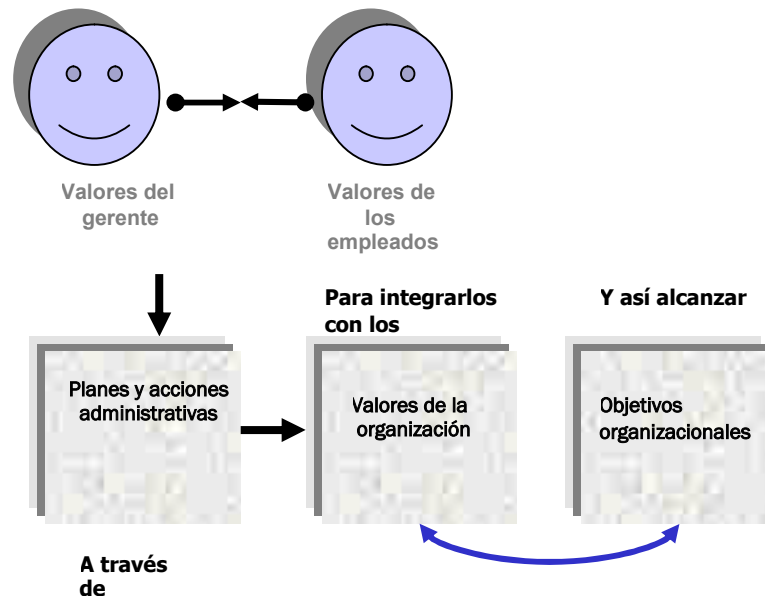 Valores del
gerente
Valores de
los
empleados
Para integrarlos
con los
Y así alcanzar
Planes y acciones
administrativas
Valores de la
organización
Objetivos
organizacionales
A través
de